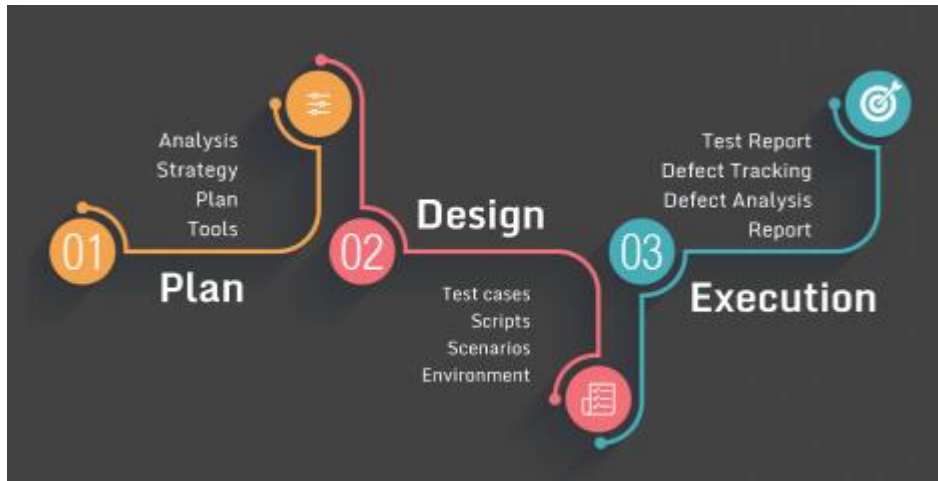 01
Plan
Analysis
Strategy
Plan
Tools
02
Design
Test cases
Scripts
Scenarios
Environment
03
Execution
Test Report
Defect Tracking
Defect Analysis
Report